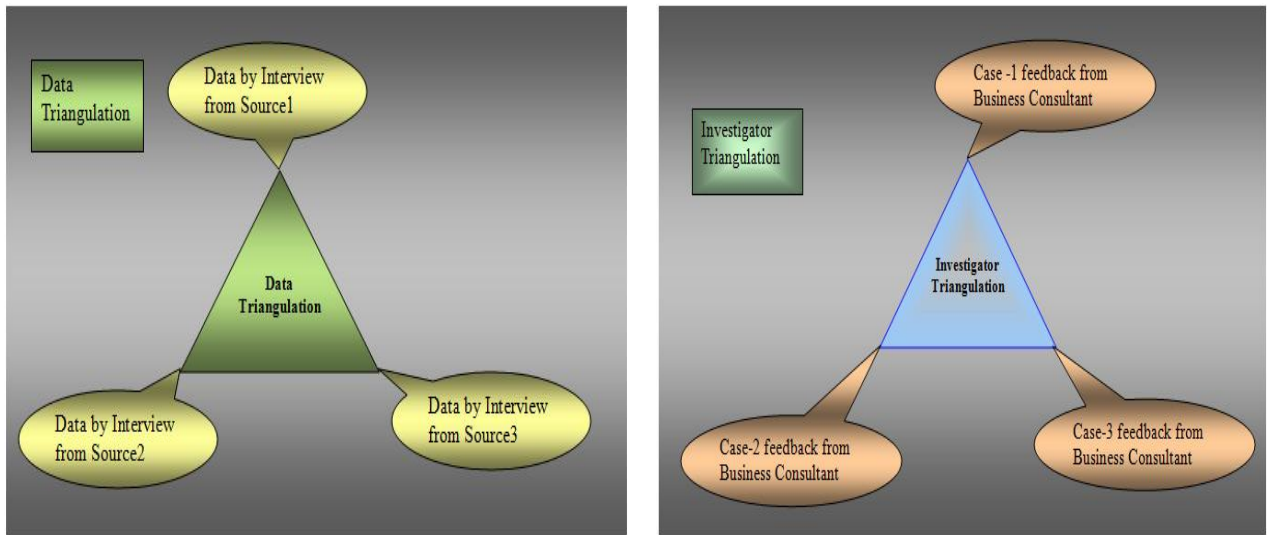 Data
Triangulation
Data by Interview
from Source1
Data
Triangulation
Data by Interview
from Source2
Data by Interview
from Source3
Investigator
Triangulation
Case -1 feedback from
Business Consultant
Investigator
Triangulation
Case-2 feedback from
Business Consultant
Case-3 feedback from
Business Consultant